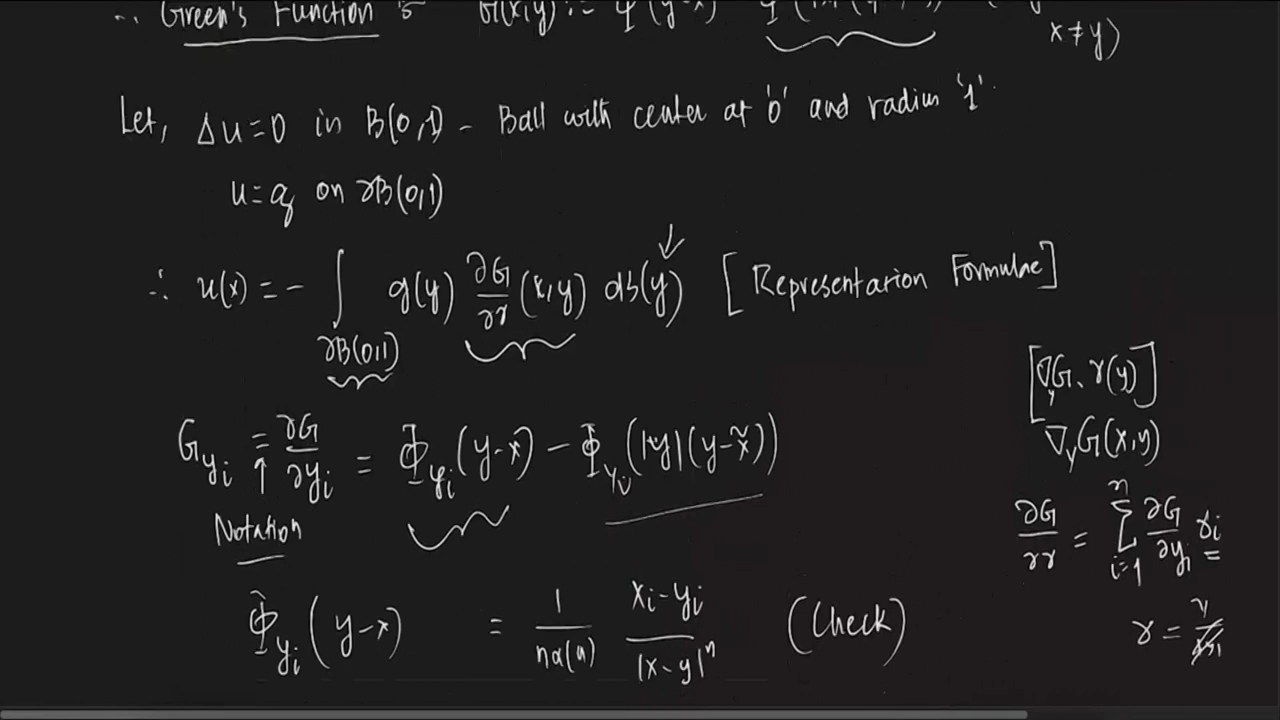 ∴ Green's Function is G(x,y) := Φ(y-x) x ≠ y)
Let, Δu = 0 in B(0,1) - Ball with center at '0' and radius '1'.
u = g on ∂B(0,1)
∴ u(x) = - ∫_{∂B(0,1)} g(y) ∂G/∂γ (x,y) ds(y) [Representation Formulae]
[∇_y G. γ(y)]
∇_y G(x,y)
G_{y_i} = ∂G/∂y_i = Φ_{y_i}(y-x) - Φ_{y_i}(|y|(y-x̃))
↑
Notation
∂G/∂γ = Σ_{i=1}^{n} ∂G/∂y_i γ_i
Φ_{y_i}(y-x) = 1/nα(n) x_i-y_i/|x-y|^n (Check)
γ = y